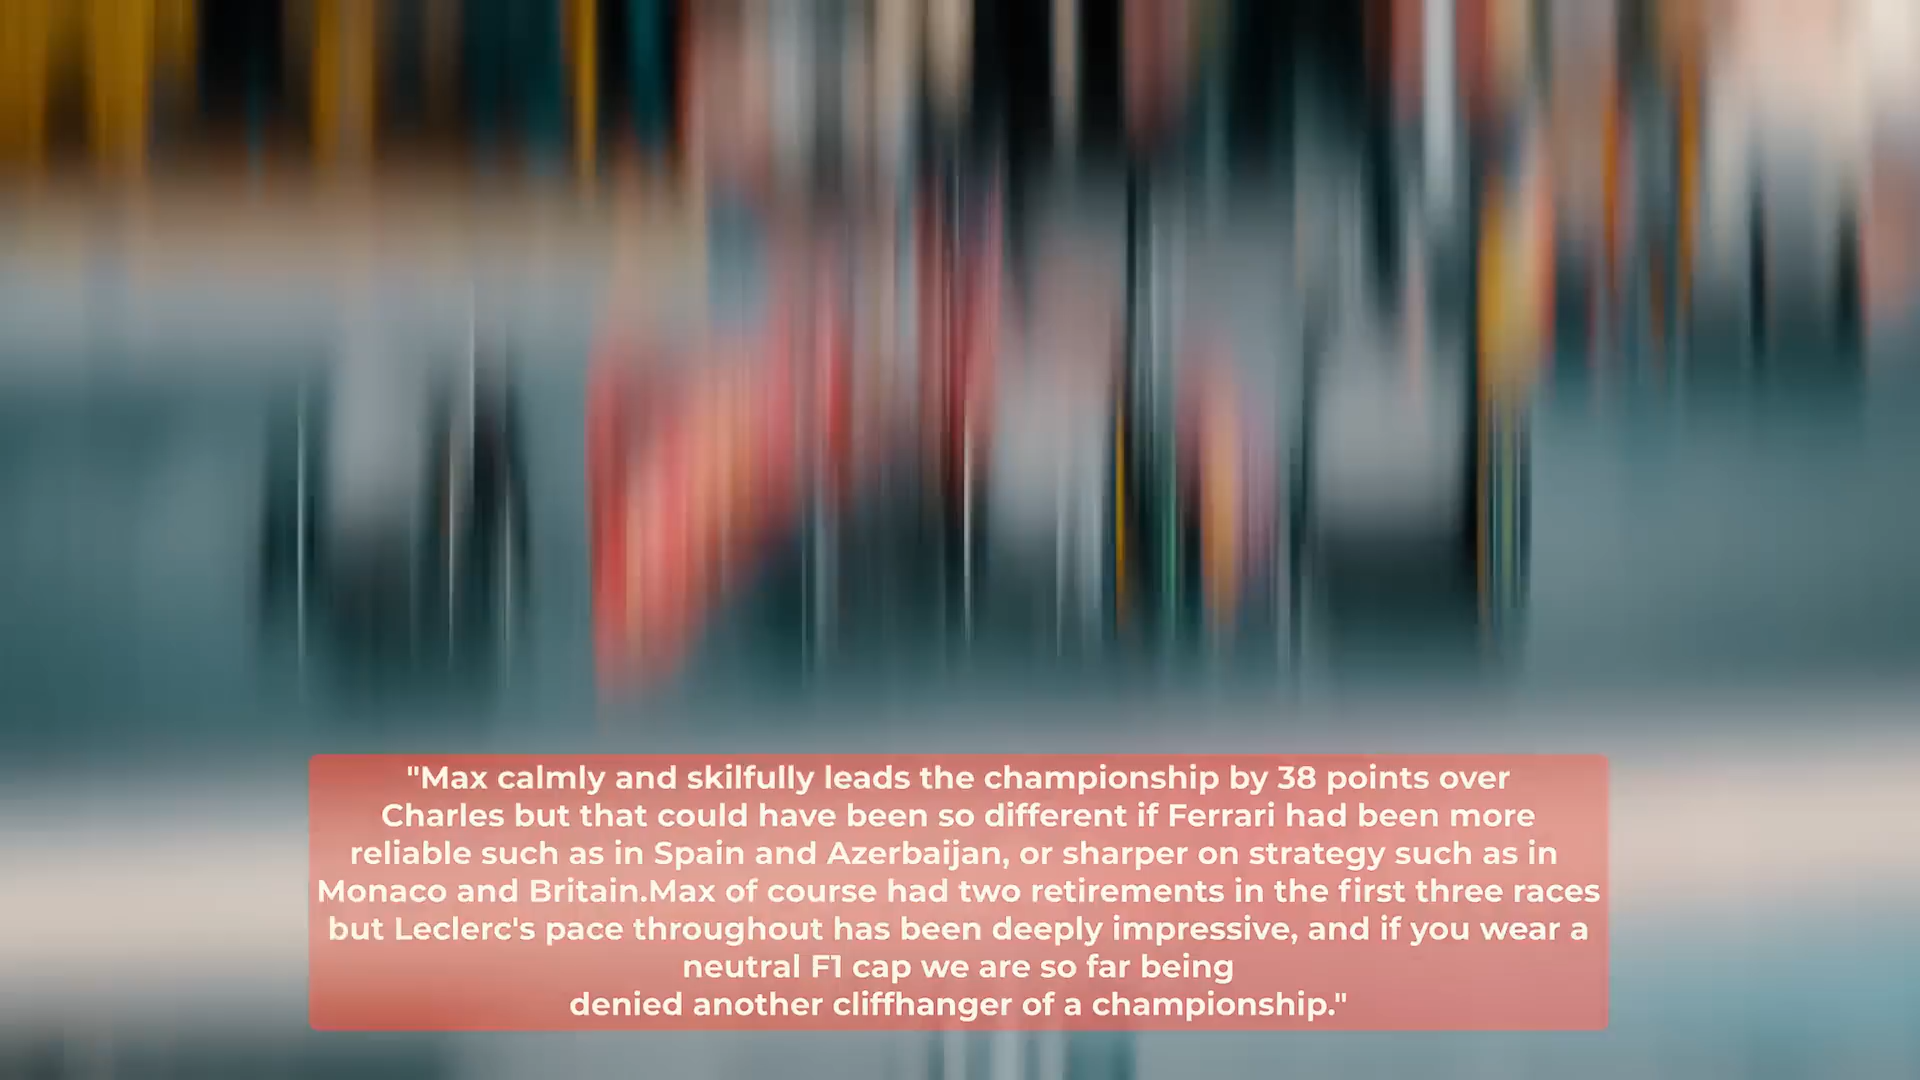 "Max calmly and skilfully leads the championship by 38 points over
Charles but that could have been so different if Ferrari had been more
reliable such as in Spain and Azerbaijan, or sharper on strategy such as in
Monaco and Britain.Max of course had two retirements in the first three races
but Leclerc's pace throughout has been deeply impressive, and if you wear a
neutral F1 cap we are so far being
denied another cliffhanger of a championship."